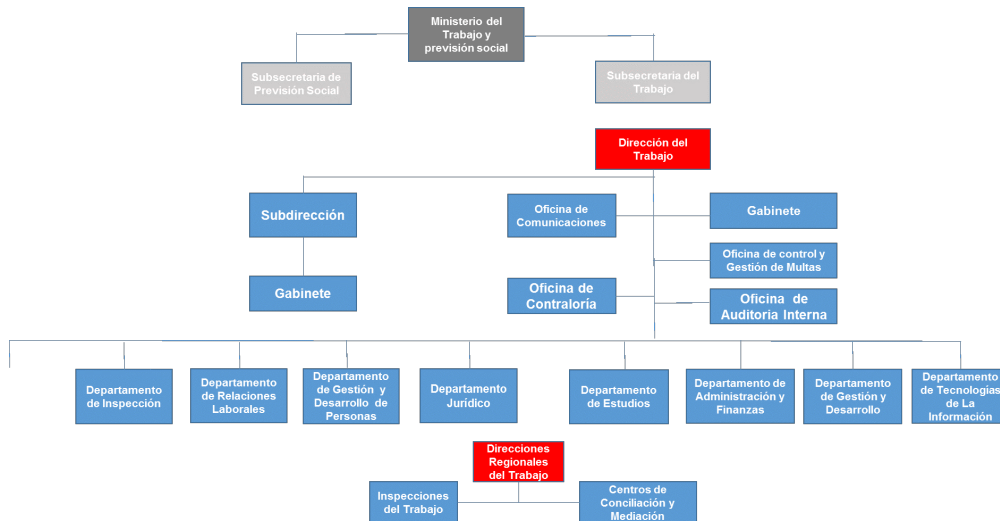 Ministerio del
Trabajo y
previsión social
Subsecretaria de
Previsión Social
Subsecretaria del
Trabajo
Dirección del
Trabajo
Subdirección
Oficina de
Comunicaciones
Gabinete
Oficina de control y
Gestión de Multas
Gabinete
Oficina de
Contraloría
Oficina de
Auditoria Interna
Departamento
de Inspección
Departamento
de Relaciones
Laborales
Departamento
de Gestión y
Desarrollo de
Personas
Departamento
Jurídico
Departamento
de Estudios
Departamento de
Administración y
Finanzas
Departamento
de Gestión y
Desarrollo
Departamento
de Tecnologías
de La
Información
Direcciones
Regionales
del Trabajo
Inspecciones
del Trabajo
Centros de
Conciliación y
Mediación